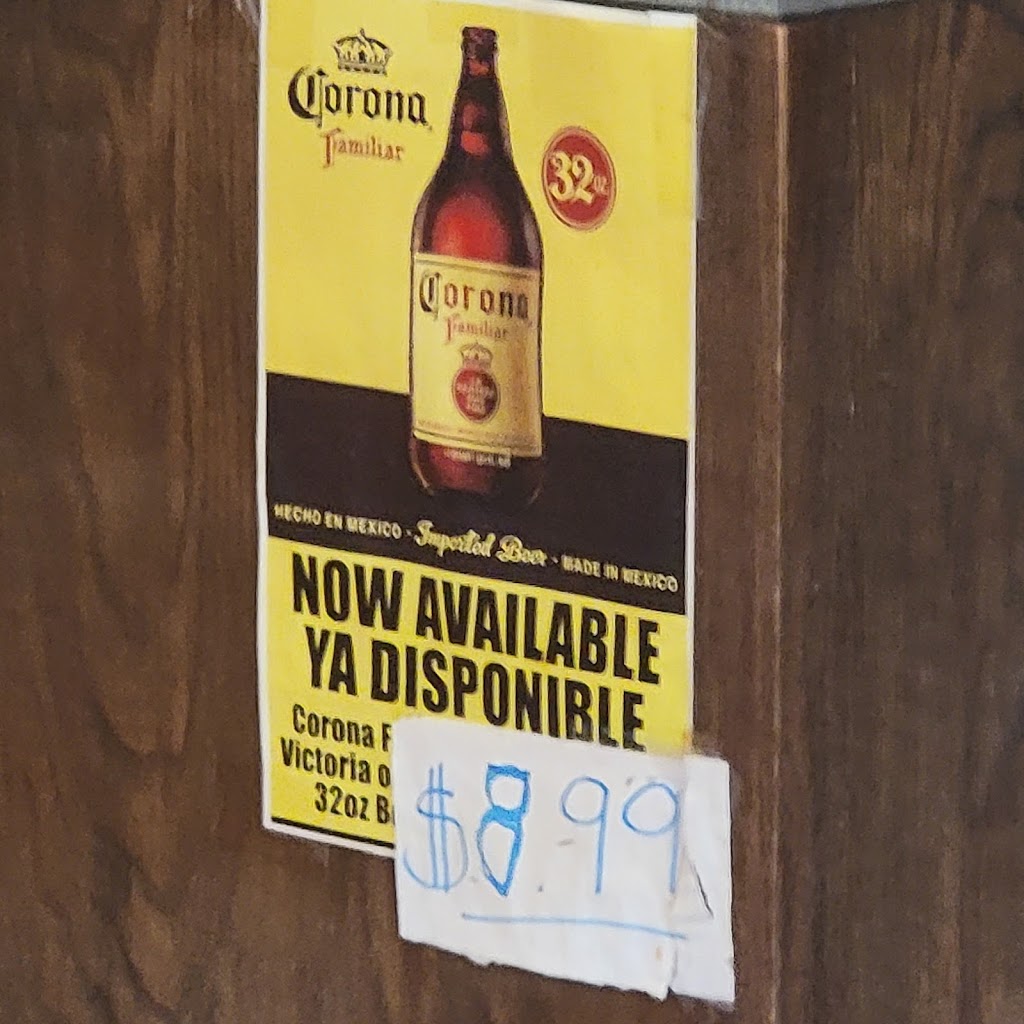 Corona
Familiar
32oz
Corona
Familiar
HECHO EN MEXICO · Imported Beer · MADE IN MEXICO
NOW AVAILABLE
YA DISPONIBLE
Corona F
Victoria o
32oz B
$8.99